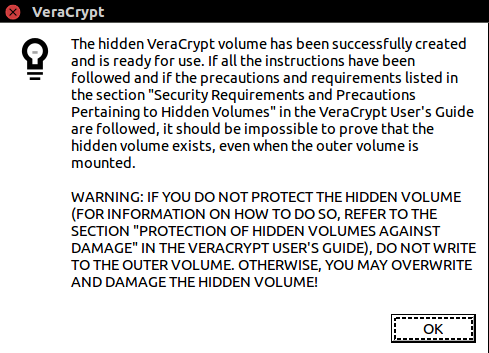 VeraCrypt
The hidden VeraCrypt volume has been successfully created
and is ready for use. If all the instructions have been
followed and if the precautions and requirements listed in
the section "Security Requirements and Precautions
Pertaining to Hidden Volumes" in the VeraCrypt User's Guide
are followed, it should be impossible to prove that the
hidden volume exists, even when the outer volume is
mounted.
WARNING: IF YOU DO NOT PROTECT THE HIDDEN VOLUME
(FOR INFORMATION ON HOW TO DO SO, REFER TO THE
SECTION "PROTECTION OF HIDDEN VOLUMES AGAINST
DAMAGE" IN THE VERACRYPT USER'S GUIDE), DO NOT WRITE
TO THE OUTER VOLUME. OTHERWISE, YOU MAY OVERWRITE
AND DAMAGE THE HIDDEN VOLUME!
OK